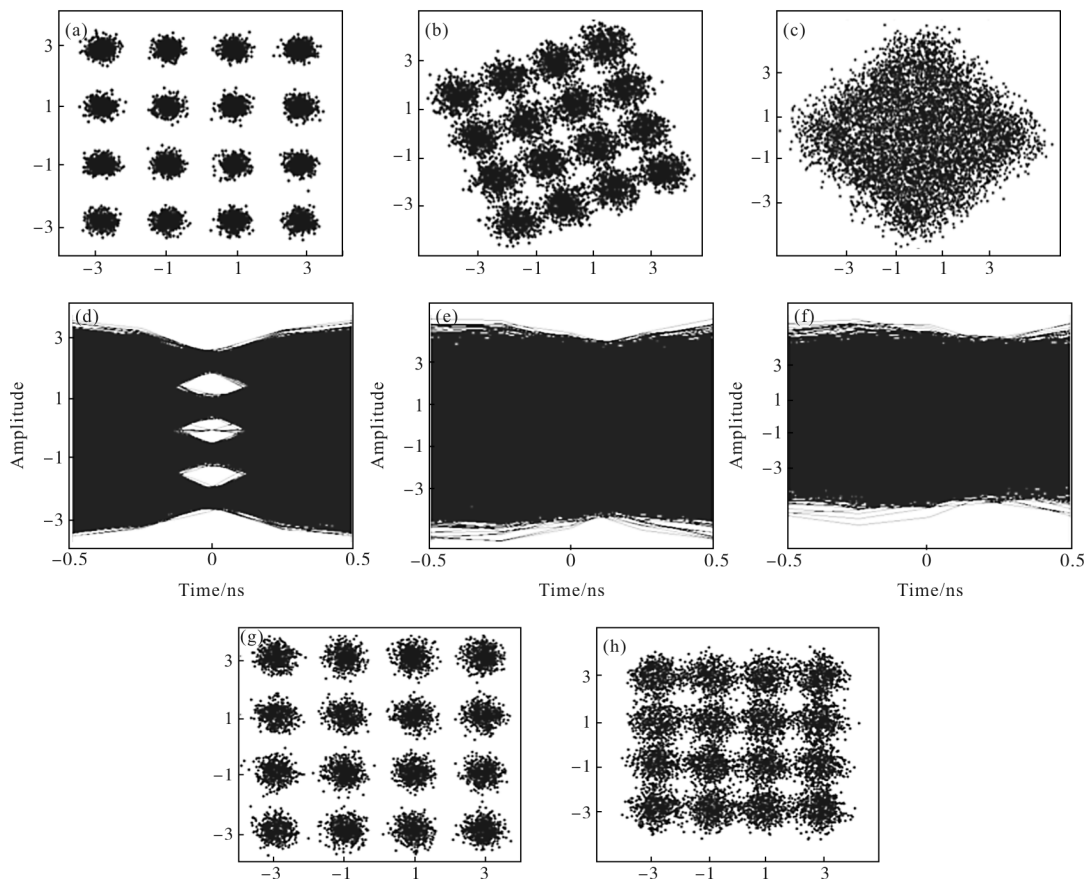 (a) (b) (c)
3 3 3
1 1 1
−1 −1 −1
−3 −3 −3
−3 −1 1 3 −3 −1 1 3 −3 −1 1 3
(d) (e) (f)
3 3 3
1 1 1
−1 −1 −1
−3 −3 −3
Amplitude Amplitude Amplitude
−0.5 0 0.5 −0.5 0 0.5 −0.5 0 0.5
Time/ns Time/ns Time/ns
(g) (h)
3 3
1 1
−1 −1
−3 −3
−3 −1 1 3 −3 −1 1 3